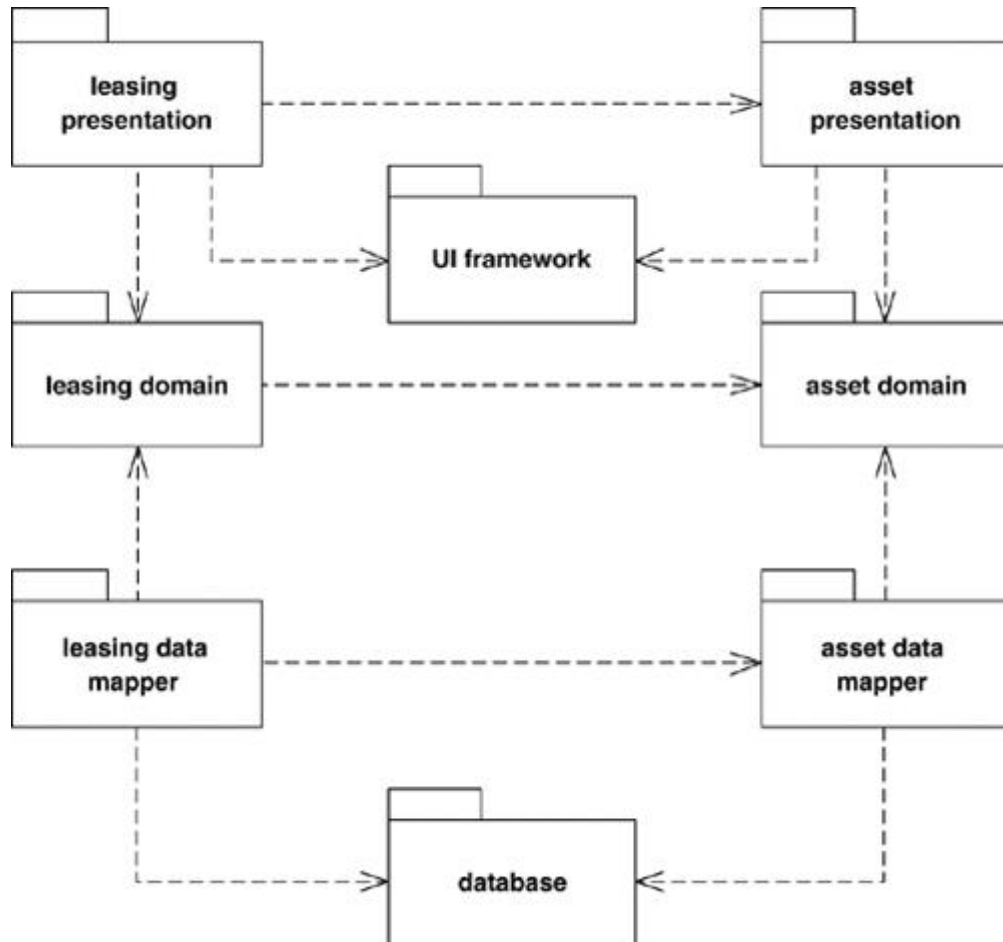 leasing
presentation
asset
presentation
UI framework
leasing domain
asset domain
leasing data
mapper
asset data
mapper
database